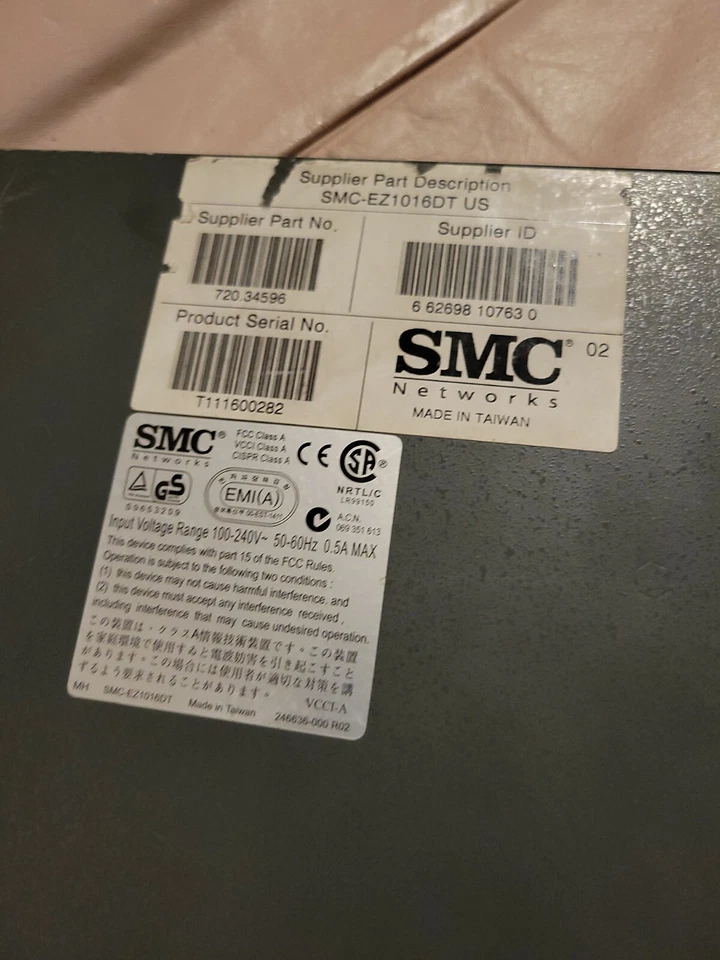 Supplier Part Description
SMC-EZ1016DT US
Supplier Part No.
720.34596
Supplier ID
6 62698 10763 0
Product Serial No.
T111600282
SMC® 02
Networks
MADE IN TAIWAN
SMC®
Networks
FCC Class A
VCCI Class A
CISPR Class A
CE
SA ®
NRTL/C
LR99150
GS
S9653209
EMI(A)
A.C.N.
069 351 613
Input Voltage Range 100-240V~ 50-60Hz 0.5A MAX
This device complies with part 15 of the FCC Rules.
Operation is subject to the following two conditions :
(1) this device may not cause harmful interference. and
(2) this device must accept any interference received ,
including interference that may cause undesired operation.
この装置は，クラスA情報技術装置です。この装置
を家庭環境で使用すると電波妨害を引き起こすこと
があります。この場合には使用者が適切な対策を講
するよう要求されることがあります。 VCCI-A
MH SMC-EZ1016DT Made in Taiwan 246636-000 R02